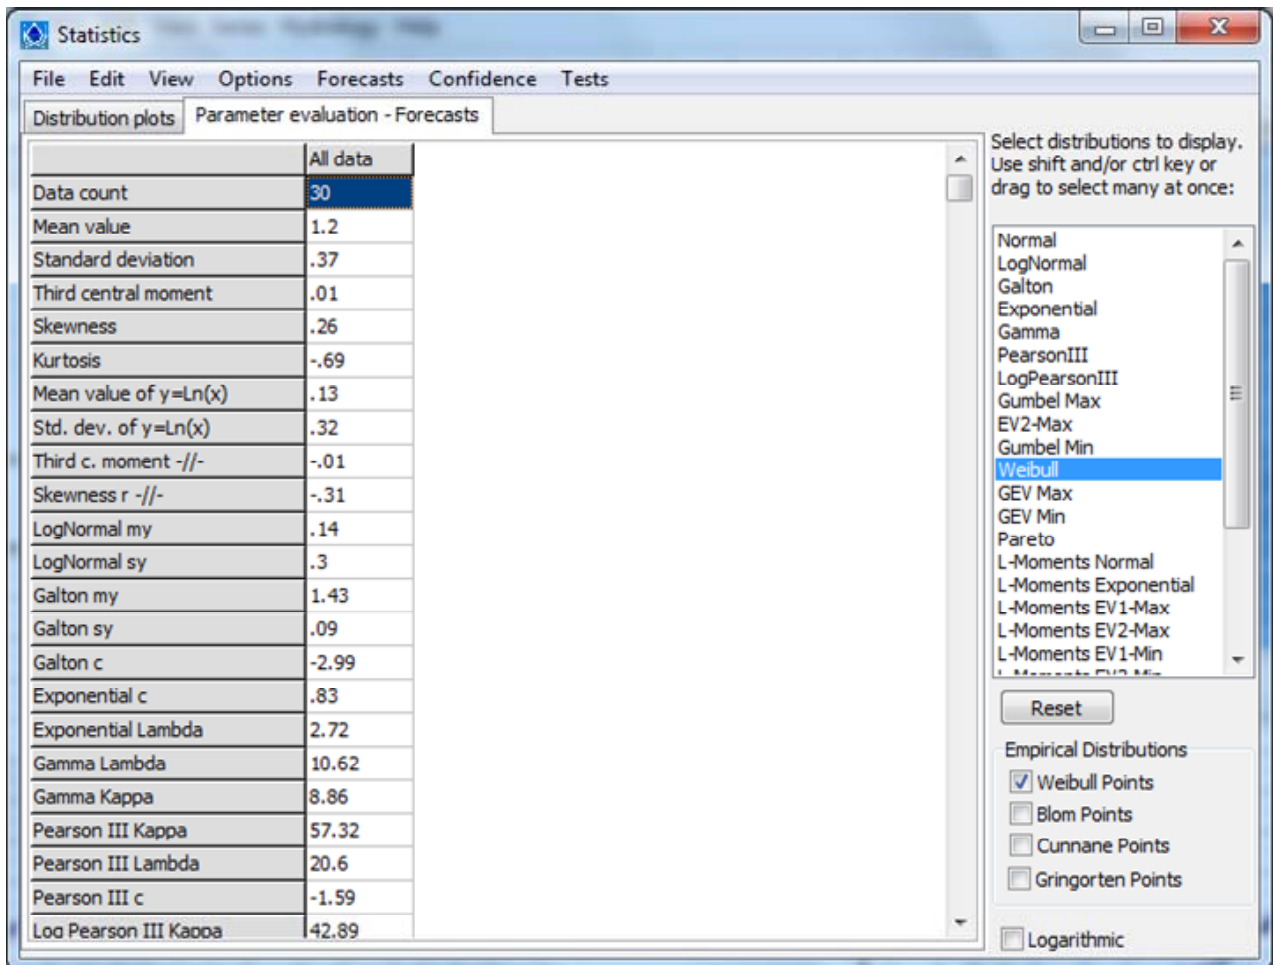 Statistics
File Edit View Options Forecasts Confidence Tests
Distribution plots Parameter evaluation - Forecasts
All data
Data count 30
Mean value 1.2
Standard deviation .37
Third central moment .01
Skewness .26
Kurtosis -.69
Mean value of y=Ln(x) .13
Std. dev. of y=Ln(x) .32
Third c. moment -//- -.01
Skewness r -//- -.31
LogNormal my .14
LogNormal sy .3
Galton my 1.43
Galton sy .09
Galton c -2.99
Exponential c .83
Exponential Lambda 2.72
Gamma Lambda 10.62
Gamma Kappa 8.86
Pearson III Kappa 57.32
Pearson III Lambda 20.6
Pearson III c -1.59
Log Pearson III Kappa 42.89
Select distributions to display.
Use shift and/or ctrl key or
drag to select many at once:
Normal
LogNormal
Galton
Exponential
Gamma
PearsonIII
LogPearsonIII
Gumbel Max
EV2-Max
Gumbel Min
Weibull
GEV Max
GEV Min
Pareto
L-Moments Normal
L-Moments Exponential
L-Moments EV1-Max
L-Moments EV2-Max
L-Moments EV1-Min
Reset
Empirical Distributions
Weibull Points
Blom Points
Cunnane Points
Gringorten Points
Logarithmic